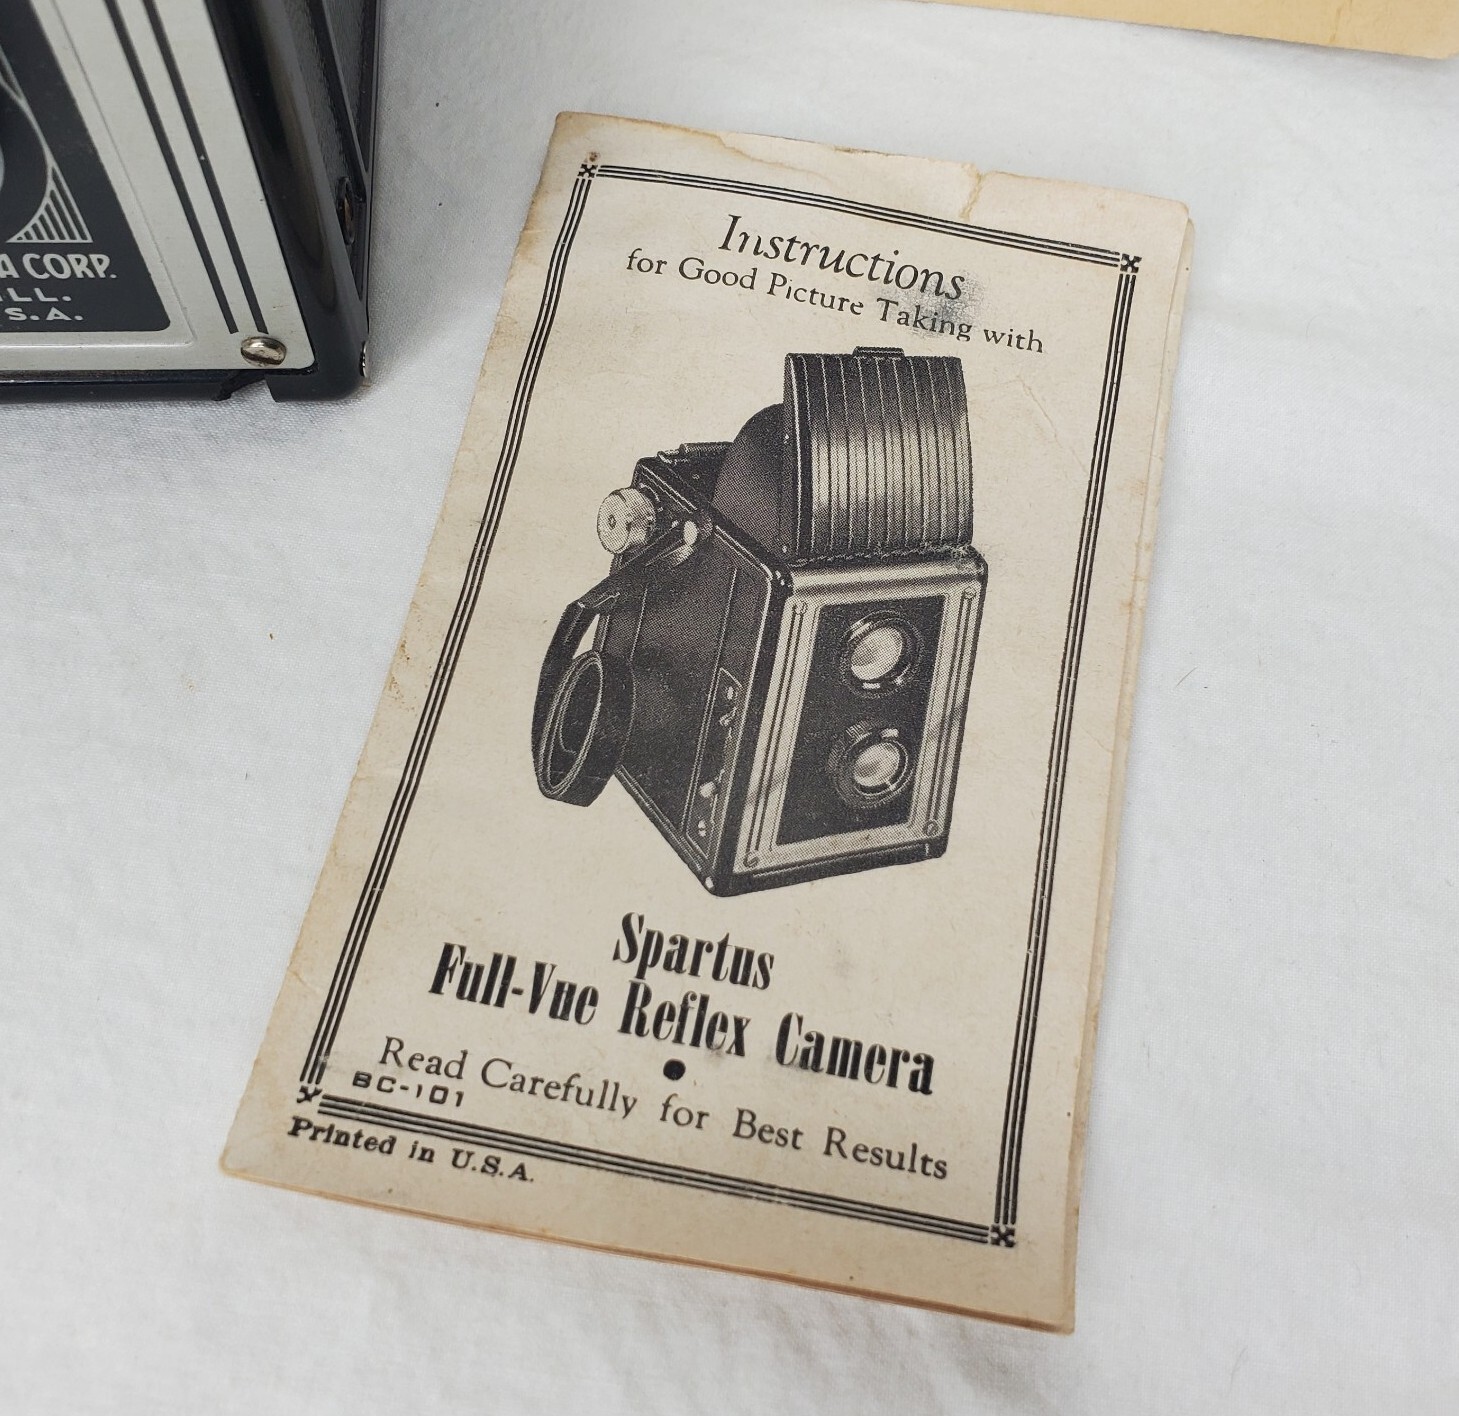 A CORP.
ILL.
S.A.
Instructions
for Good Picture Taking with
Spartus
Full-Vue Reflex Camera
Read Carefully for Best Results
BC-101
Printed in U.S.A.